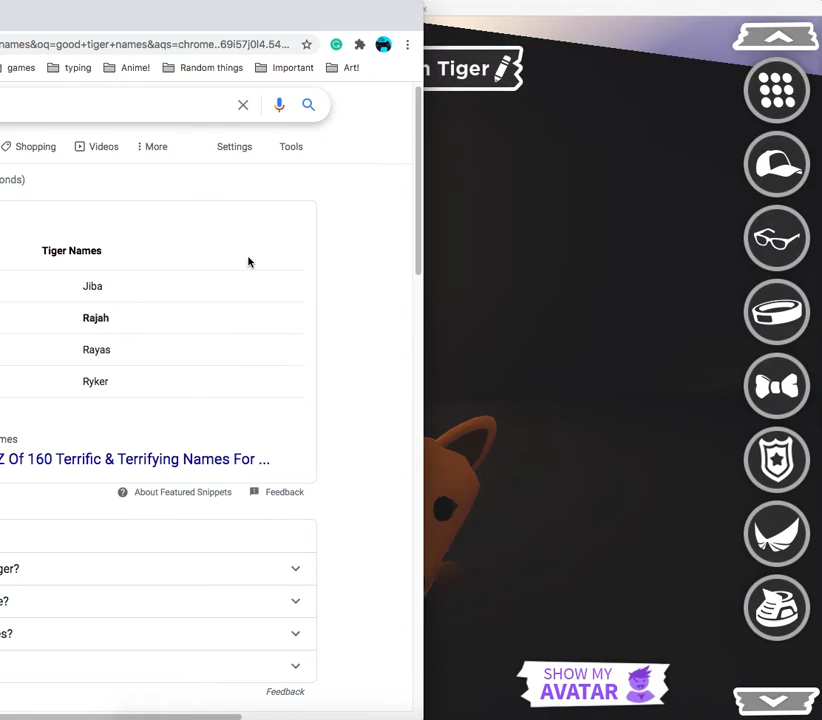 names&oq=good+tiger+names&aqs=chrome..69i57j0l4.54...
games typing Anime! Random things Important Art!
Shopping Videos More Settings Tools
onds)
Tiger Names
Jiba
Rajah
Rayas
Ryker
mes
Z Of 160 Terrific & Terrifying Names For ...
About Featured Snippets Feedback
ger?
e?
es?
Feedback
n Tiger
SHOW MY
AVATAR